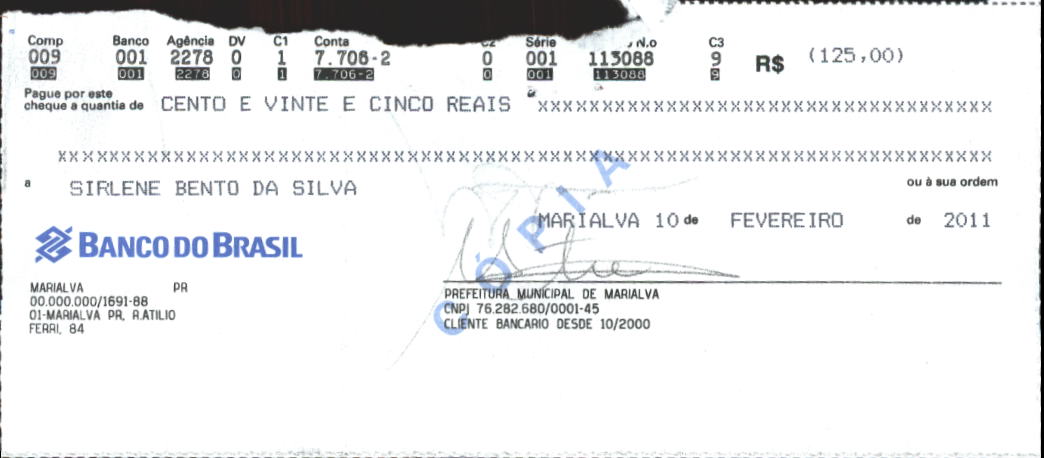 Comp Banco Agência DV C1 Conta C2 Série N.o C3
009 001 2278 0 1 7.706-2 0 001 113088 9 R$ (125,00)
009 001 2278 0 1 7.706-2 0 001 113088 9
Pague por este
cheque a quantia de CENTO E VINTE E CINCO REAIS xxxxxxxxxxxxxxxxxxxxxxxxxxxxxxxxxxxxxx
xxxxxxxxxxxxxxxxxxxxxxxxxxxxxxxxxxxxxxxxxxxxxxxxxxxxxxxxxxxxxxxxxxxxxxxxxxxxxx
a SIRLENE BENTO DA SILVA ou à sua ordem
MARIALVA 10 de FEVEREIRO de 2011
BANCO DO BRASIL
MARIALVA PR
00.000.000/1691-88
01-MARIALVA PR, R.ATILIO
FERRI, 84
PREFEITURA MUNICIPAL DE MARIALVA
CNPJ 76.282.680/0001-45
CLIENTE BANCARIO DESDE 10/2000
CÓPIA